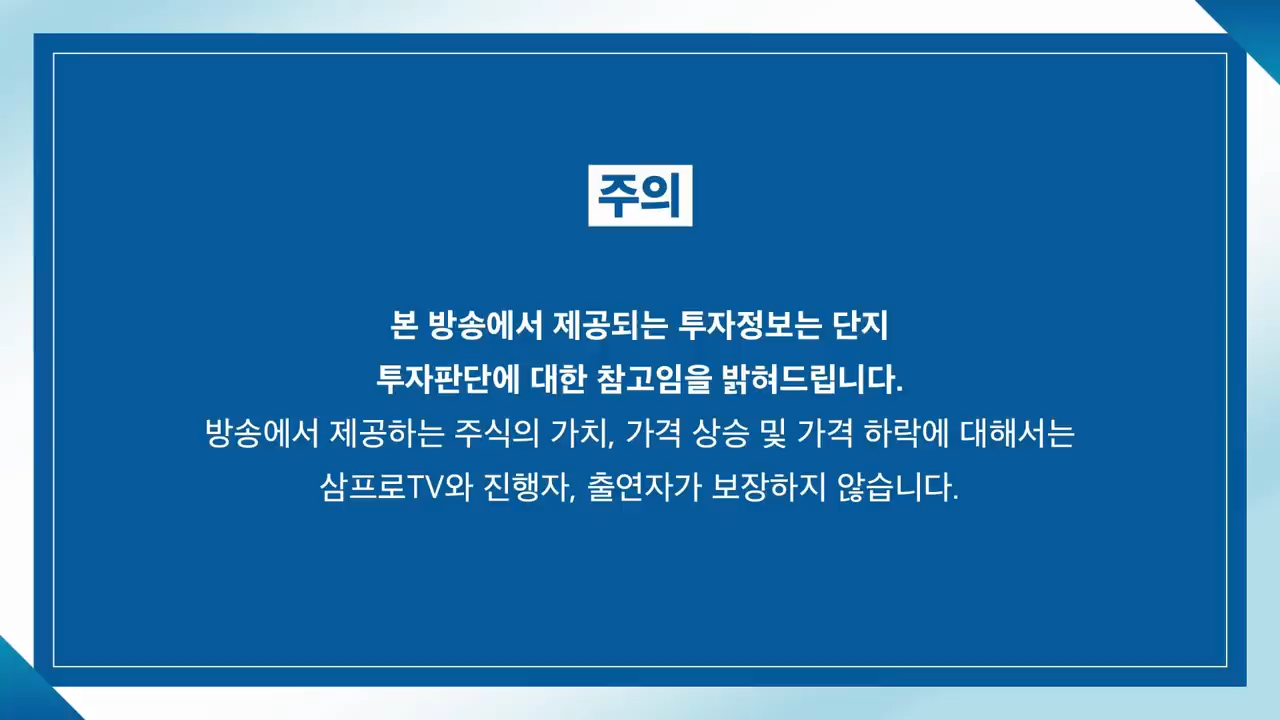 주의
본 방송에서 제공되는 투자정보는 단지
투자판단에 대한 참고임을 밝혀드립니다.
방송에서 제공하는 주식의 가치, 가격 상승 및 가격 하락에 대해서는
삼프로TV와 진행자, 출연자가 보장하지 않습니다.